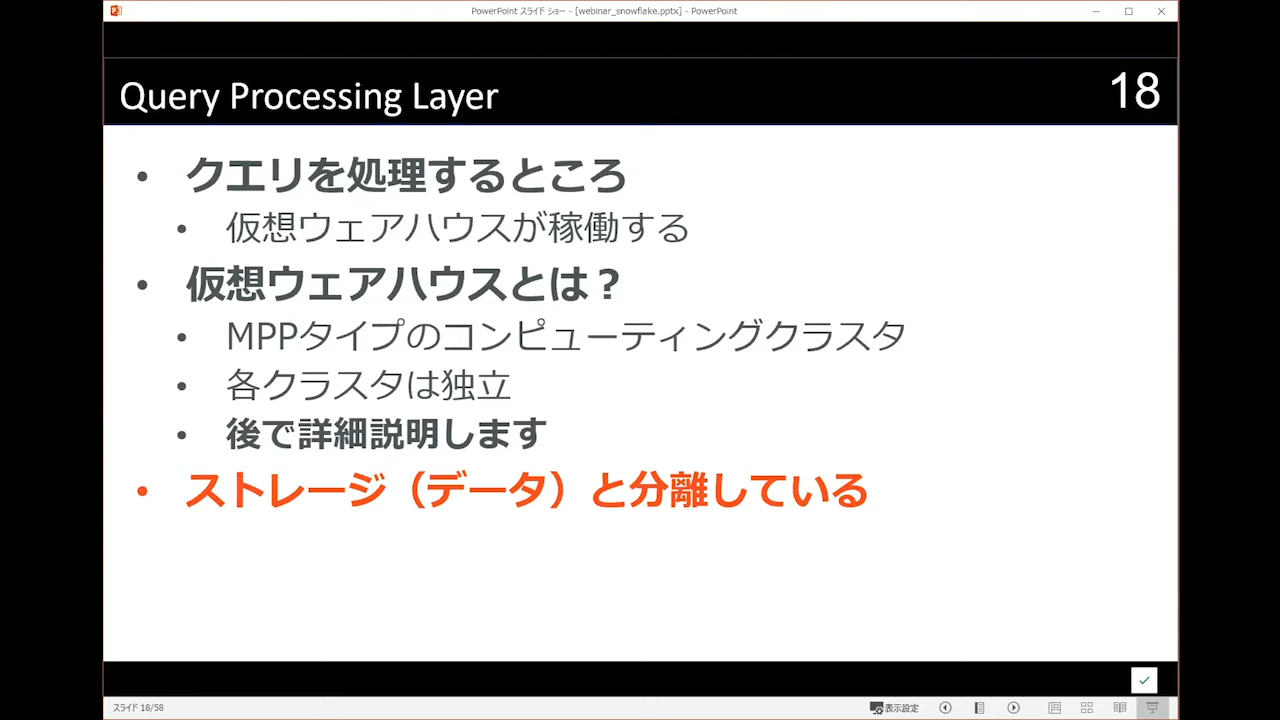 PowerPoint スライド ショー - [webinar_snowflake.pptx] - PowerPoint
Query Processing Layer
18
• クエリを処理するところ
• 仮想ウェアハウスが稼働する
• 仮想ウェアハウスとは？
• MPPタイプのコンピューティングクラスタ
• 各クラスタは独立
• 後で詳細説明します
• ストレージ（データ）と分離している
スライド 18/58
表示設定